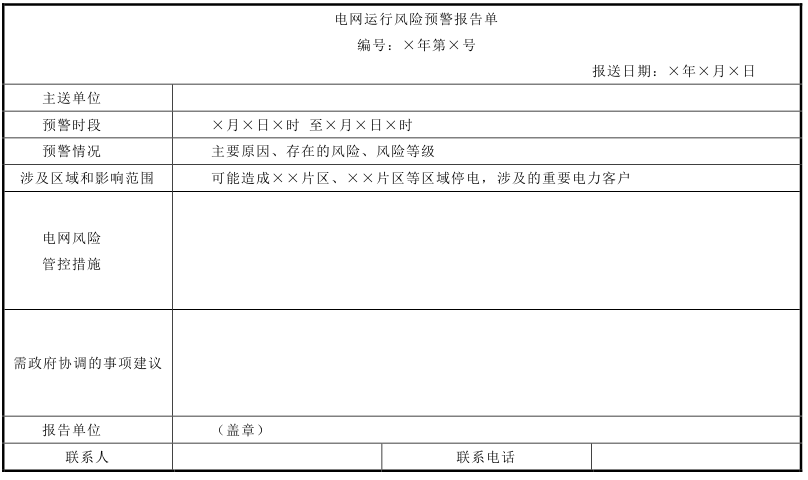 电网运行风险预警报告单
编号：×年第×号
报送日期：×年×月×日
主送单位
预警时段
×月×日×时 至×月×日×时
预警情况
主要原因、存在的风险、风险等级
涉及区域和影响范围
可能造成××片区、××片区等区域停电，涉及的重要电力客户
电网风险
管控措施
需政府协调的事项建议
报告单位
（盖章）
联系人
联系电话